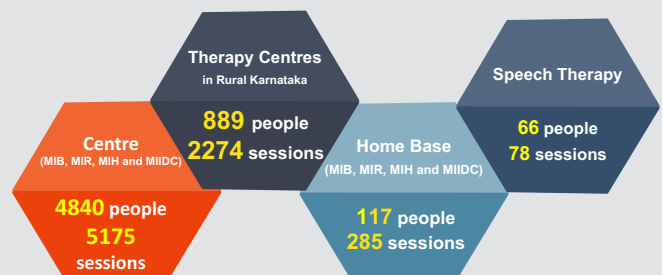 Centre
(MIB, MIR, MIH and MIIDC)
4840 people
5175
sessions
Therapy Centres
in Rural Karnataka
889 people
2274 sessions
Home Base
(MIB, MIR, MIH and MIIDC)
117 people
285 sessions
Speech Therapy
66 people
78 sessions